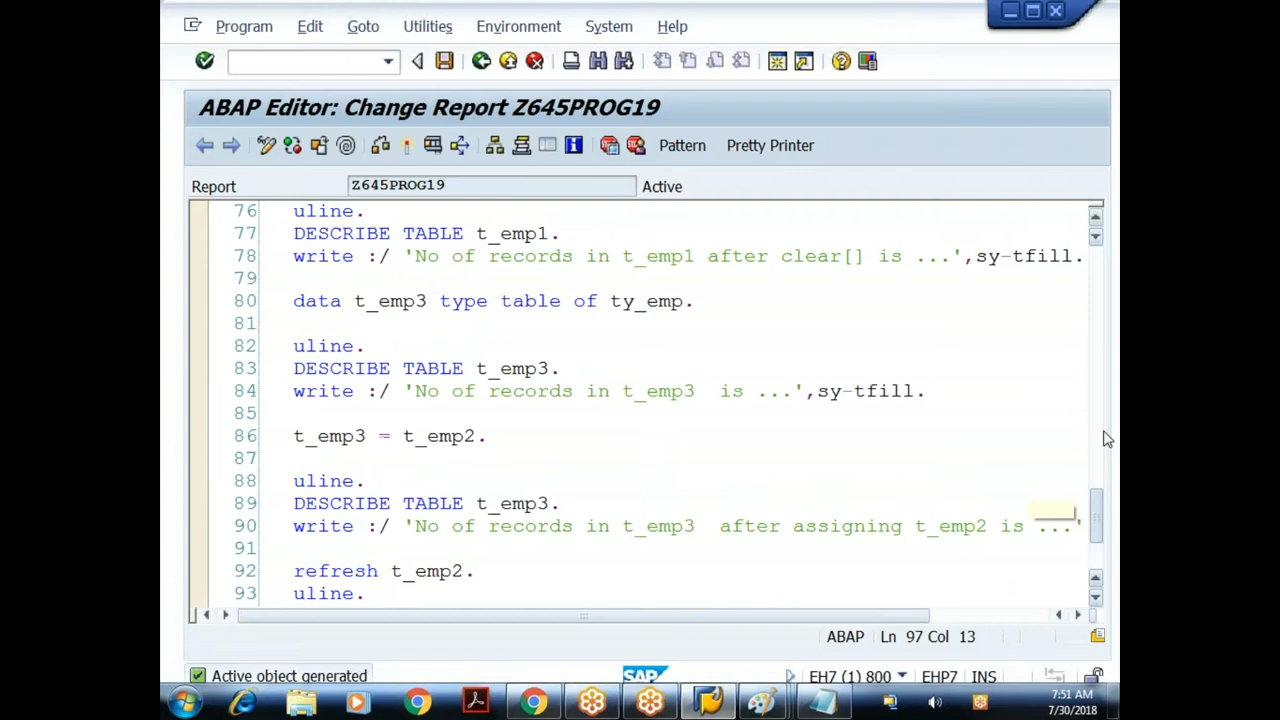 Program Edit Goto Utilities Environment System Help
ABAP Editor: Change Report Z645PROG19
Pattern Pretty Printer
Report Z645PROG19 Active
76 uline.
77 DESCRIBE TABLE t_emp1.
78 write :/ 'No of records in t_emp1 after clear[] is ...',sy-tfill.
79
80 data t_emp3 type table of ty_emp.
81
82 uline.
83 DESCRIBE TABLE t_emp3.
84 write :/ 'No of records in t_emp3  is ...',sy-tfill.
85
86 t_emp3 = t_emp2.
87
88 uline.
89 DESCRIBE TABLE t_emp3.
90 write :/ 'No of records in t_emp3  after assigning t_emp2 is ...'
91
92 refresh t_emp2.
93 uline.
ABAP Ln 97 Col 13
Active object generated SAP EH7 (1) 800 EHP7 INS
7:51 AM
7/30/2018